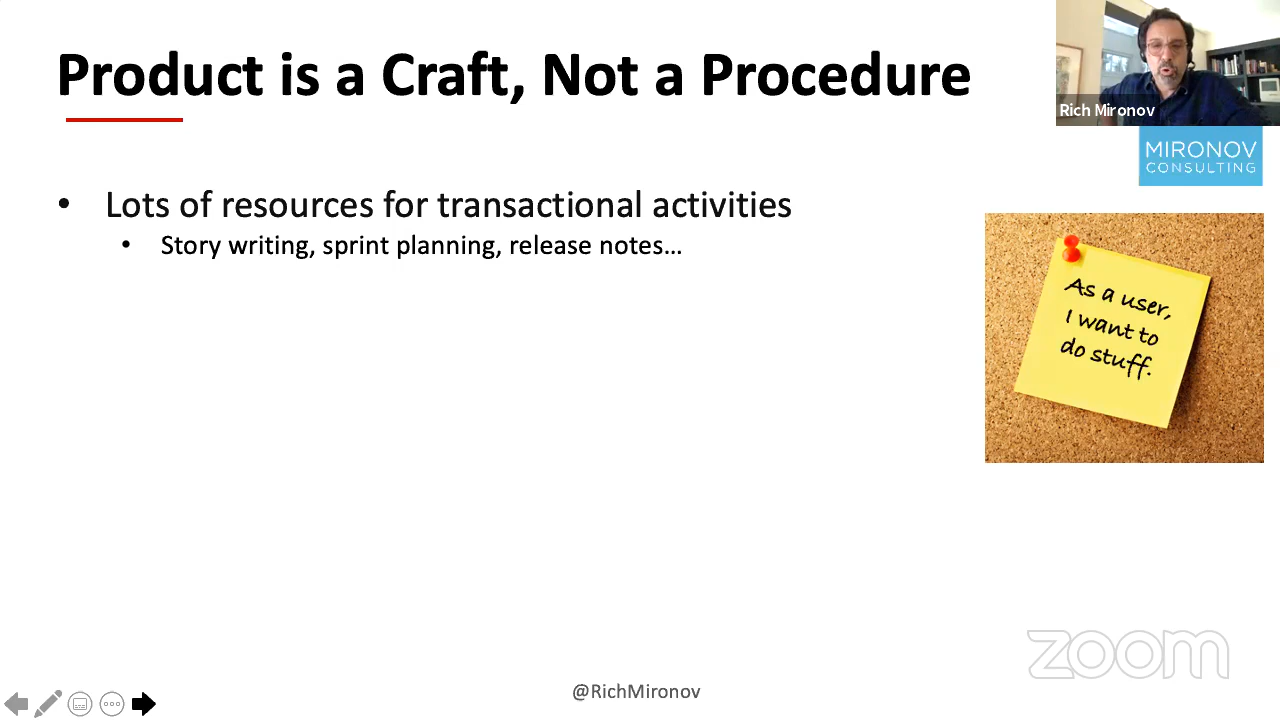 Product is a Craft, Not a Procedure
Rich Mironov
MIRONOV
CONSULTING
• Lots of resources for transactional activities
• Story writing, sprint planning, release notes…
As a user,
I want to
do stuff.
zoom
@RichMironov